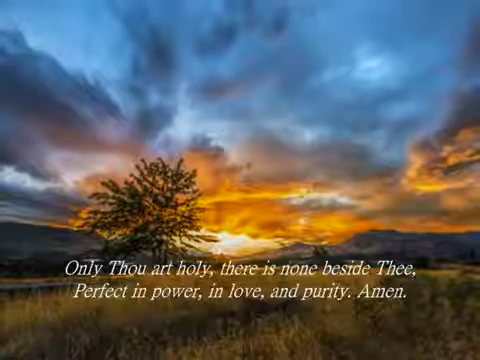 Only Thou art holy, there is none beside Thee,
Perfect in power, in love, and purity. Amen.